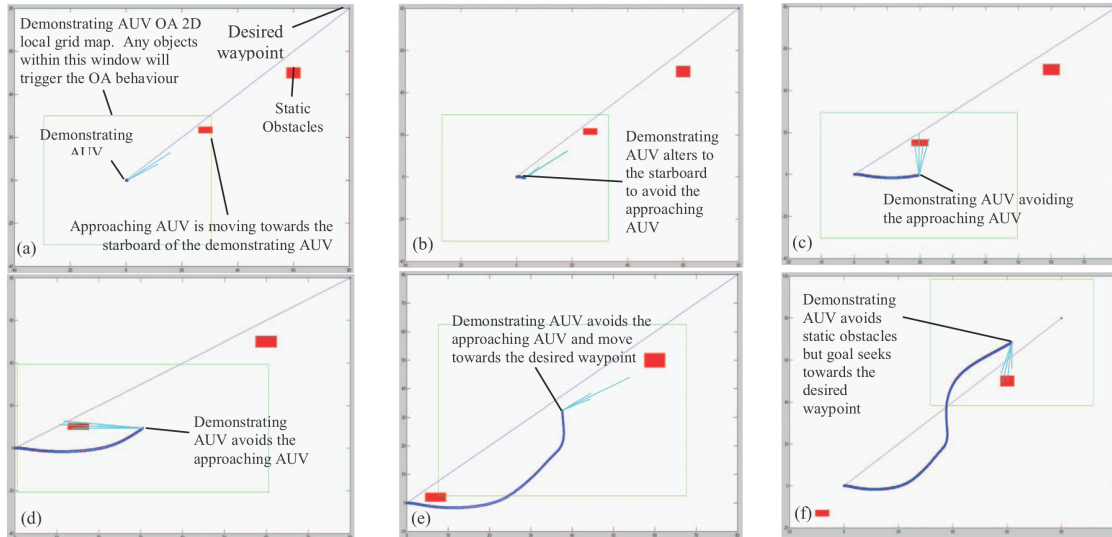 Demonstrating AUV OA 2D
local grid map. Any objects
within this window will
trigger the OA behaviour
Desired
waypoint
Static
Obstacles
Demonstrating
AUV
Approaching AUV is moving towards the
starboard of the demonstrating AUV
(a)
Demonstrating
AUV alters to
the starboard
to avoid the
approaching
AUV
(b)
Demonstrating AUV avoiding
the approaching AUV
(c)
Demonstrating
AUV avoids the
approaching AUV
(d)
Demonstrating AUV avoids the
approaching AUV and move
towards the desired waypoint
(e)
Demonstrating
AUV avoids
static obstacles
but goal seeks
towards the
desired
waypoint
(f)